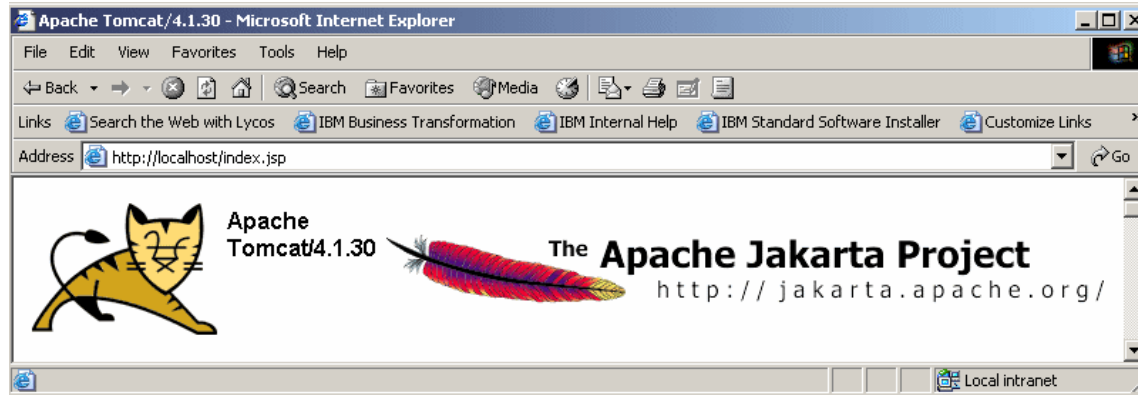 Apache Tomcat/4.1.30 - Microsoft Internet Explorer
File Edit View Favorites Tools Help
Back Search Favorites Media
Links Search the Web with Lycos IBM Business Transformation IBM Internal Help IBM Standard Software Installer Customize Links
Address http://localhost/index.jsp Go
Apache
Tomcat/4.1.30
The Apache Jakarta Project
http://jakarta.apache.org/
Local intranet